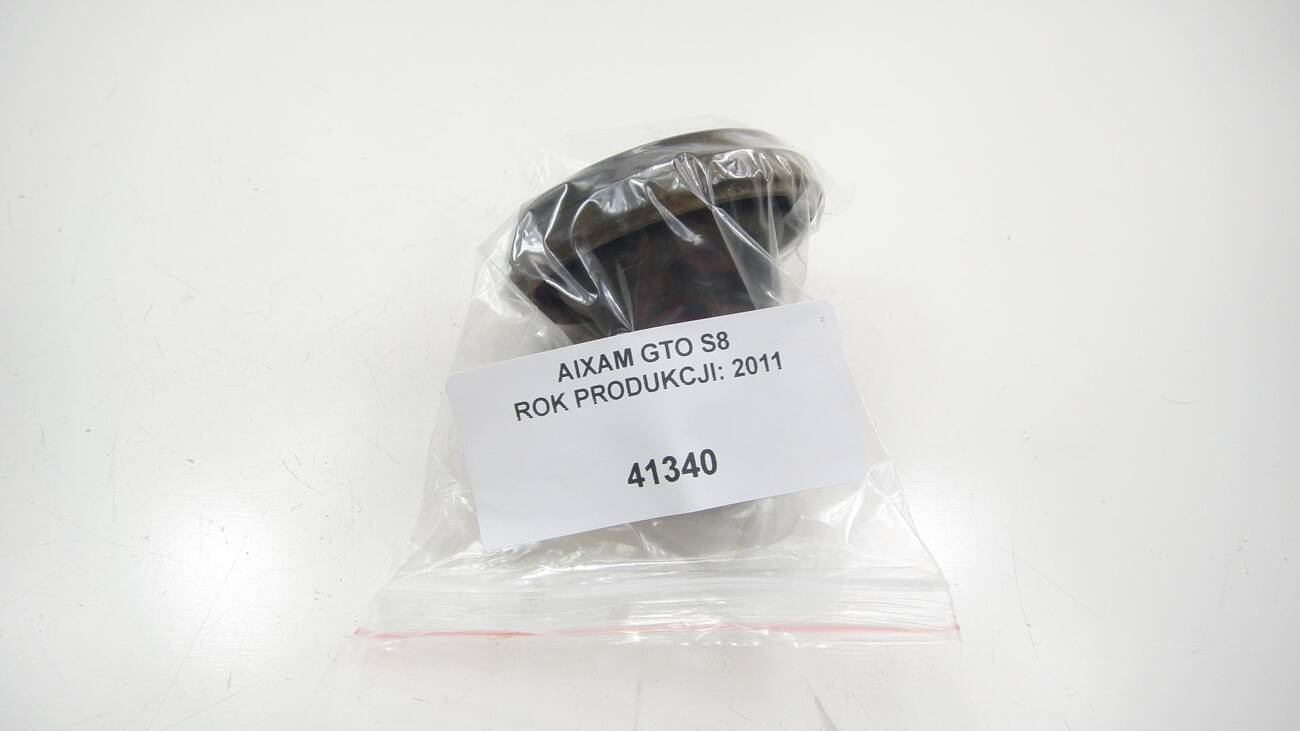 AIXAM GTO S8
ROK PRODUKCJI: 2011
41340